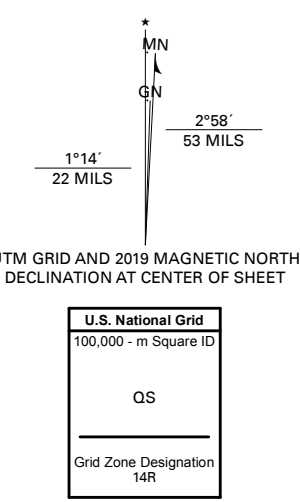 ★
MN
GN
2°58´
53 MILS
1°14´
22 MILS
UTM GRID AND 2019 MAGNETIC NORTH
DECLINATION AT CENTER OF SHEET
U.S. National Grid
100,000 - m Square ID
QS
Grid Zone Designation
14R